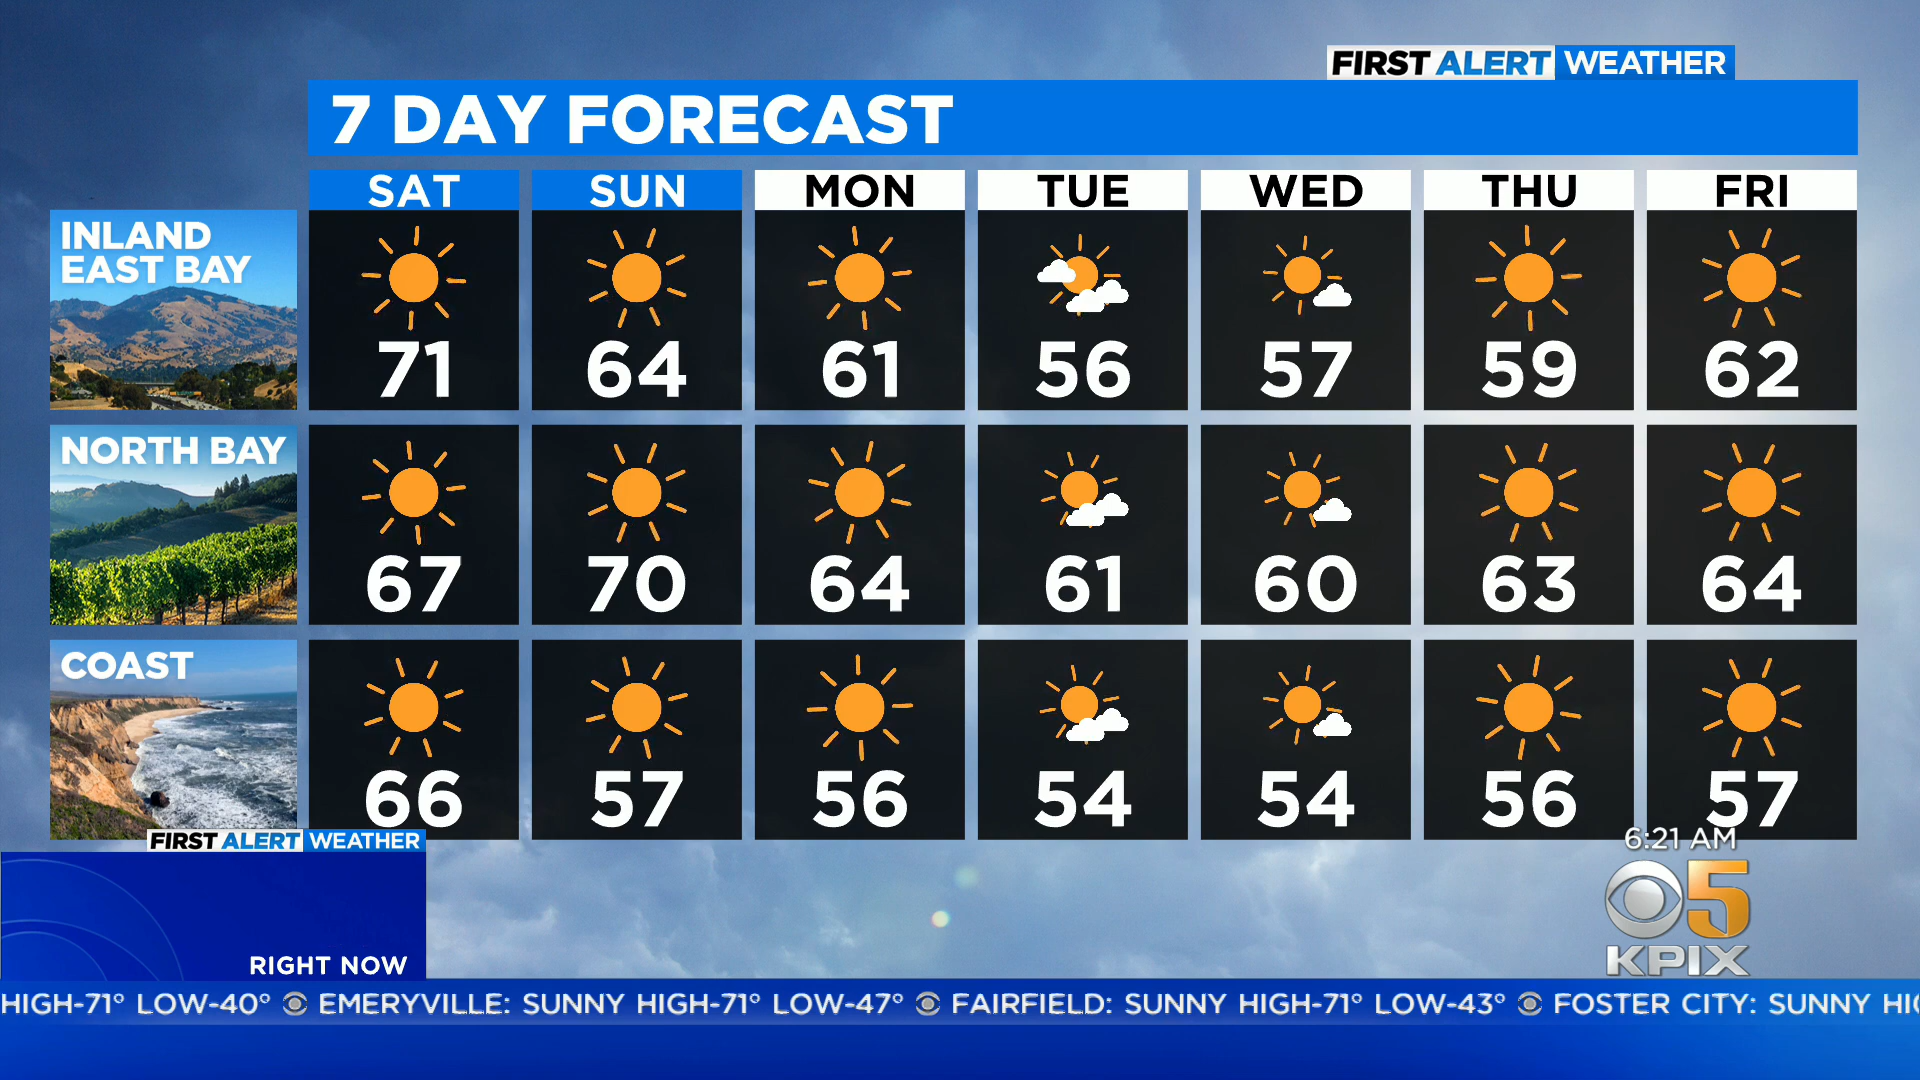 FIRST ALERT WEATHER
7 DAY FORECAST
SAT SUN MON TUE WED THU FRI
INLAND
EAST BAY
71 64 61 56 57 59 62
NORTH BAY
67 70 64 61 60 63 64
COAST
66 57 56 54 54 56 57
FIRST ALERT WEATHER
6:21 AM
5
KPIX
RIGHT NOW
HIGH-71° LOW-40° EMERYVILLE: SUNNY HIGH-71° LOW-47° FAIRFIELD: SUNNY HIGH-71° LOW-43° FOSTER CITY: SUNNY